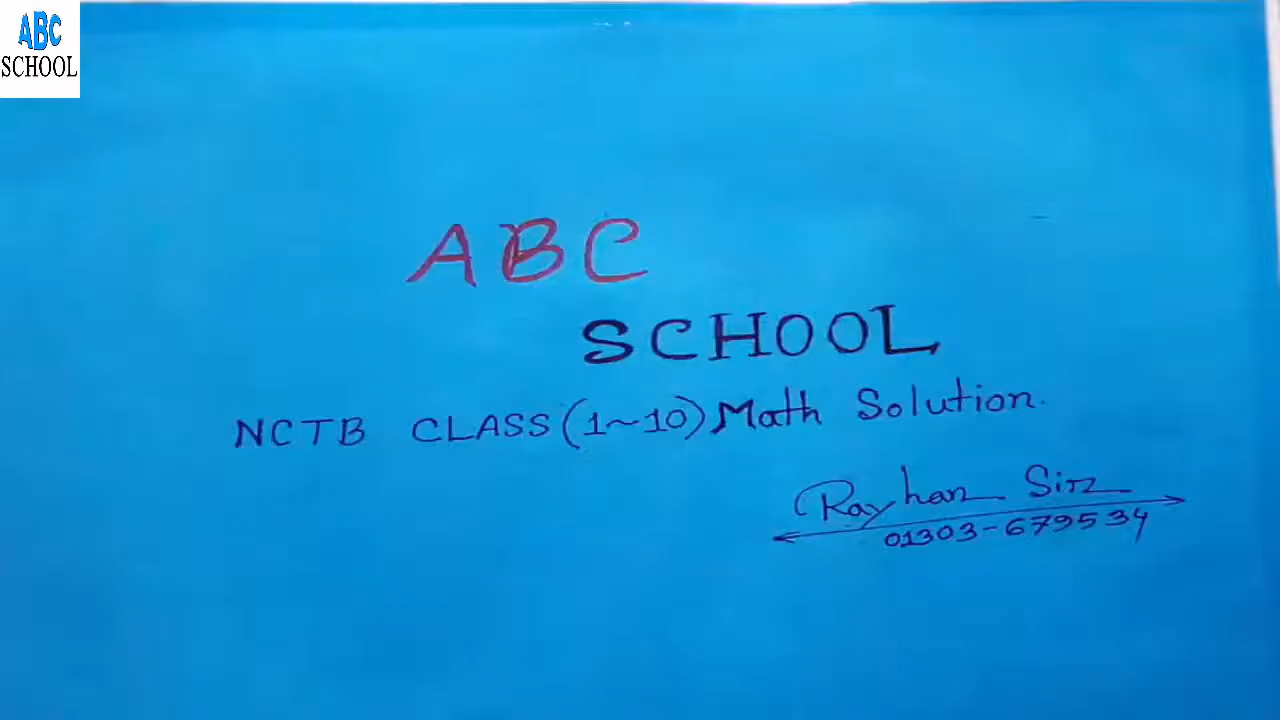 ABC
SCHOOL
ABC
SCHOOL
NCTB CLASS (1~10) Math Solution.
Rayhan Sir
01303-679534